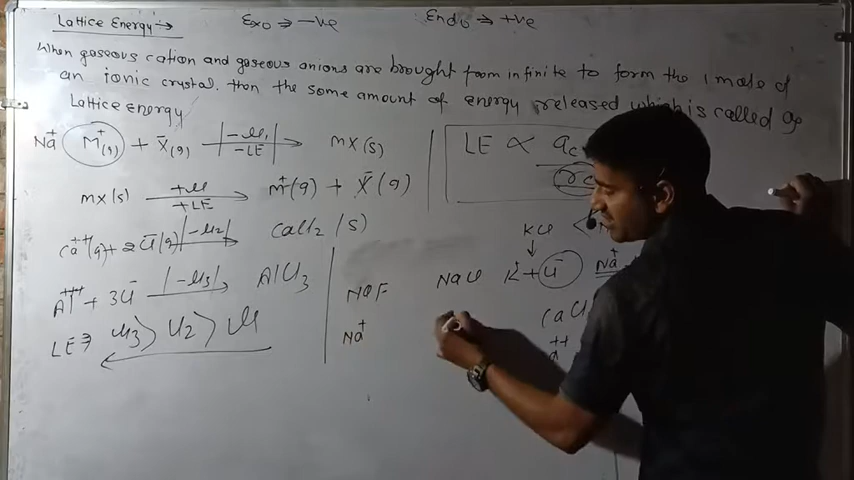 Lattice Energy → Exo ⇒ -ve Endo ⇒ +ve
When gaseous cation and gaseous anions are brought from infinite to form the 1 mole of
an ionic crystal. then the some amount of energy released which is called as
Lattice energy
Na⁺ M⁺(g) + X⁻(g) |-u₁| -LE → MX(s)
MX(s) +u +LE → M⁺(g) + X⁻(g)
Ca⁺⁺(g) + 2Cl⁻(g) |-u₂| → CaCl₂ (s)
Al⁺⁺⁺ + 3Cl⁻ |-u₃| → AlCl₃
LE ⇒ u₃ > u₂ > u₁
LE ∝
KCl <
↓
NaF NaCl K⁺ + Cl⁻ Na⁺
Na⁺